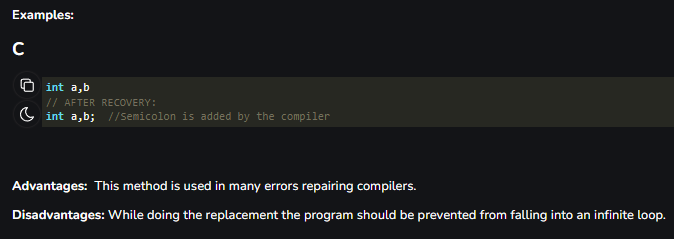 Examples:
C
int a,b
// AFTER RECOVERY:
int a,b;  //Semicolon is added by the compiler
Advantages:  This method is used in many errors repairing compilers.
Disadvantages: While doing the replacement the program should be prevented from falling into an infinite loop.